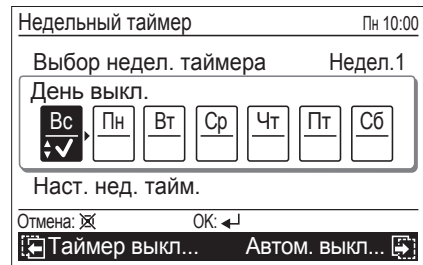 Недельный таймер Пн 10:00
Выбор недел. таймера Недел.1
День выкл.
Вс Пн Вт Ср Чт Пт Сб
Наст. нед. тайм.
Отмена: OK:
Таймер выкл... Автом. выкл...